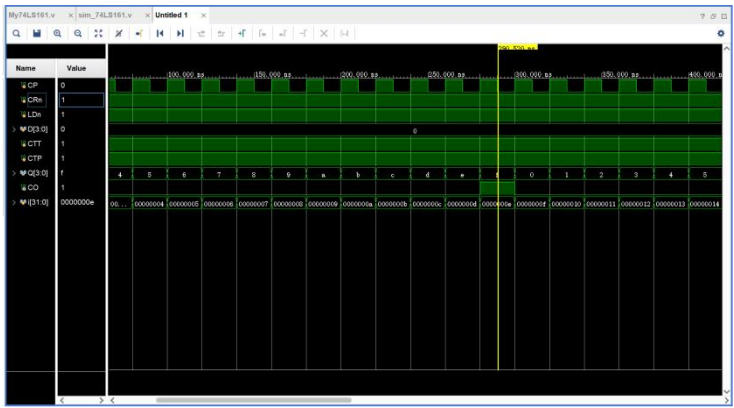 My74LS161.v × sim_74LS161.v × Untitled 1 ×
290.520 ns
Name Value
100.000 ns 150.000 ns 200.000 ns 250.000 ns 300.000 ns 350.000 ns 400.000 n
CP 0
CRn 1
LDn 1
D[3:0] 0 0
CTT 1
CTP 1
Q[3:0] f 4 5 6 7 8 9 a b c d e f 0 1 2 3 4 5
CO 1
i[31:0] 0000000e 00... 00000004 00000005 00000006 00000007 00000008 00000009 0000000a 0000000b 0000000c 0000000d 0000000e 0000000f 00000010 00000011 00000012 00000013 00000014